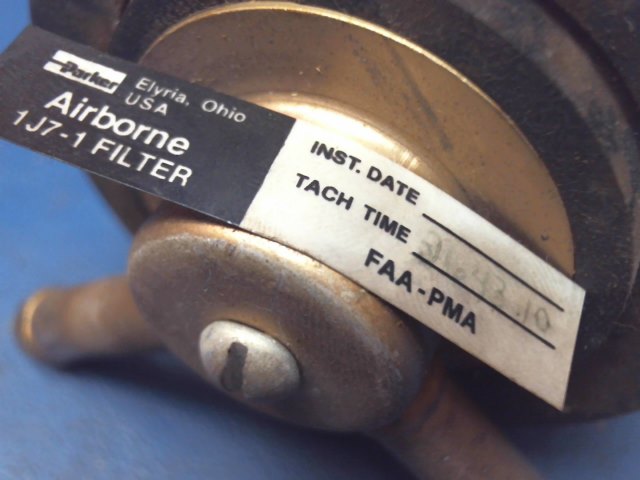 Parker
Elyria, Ohio
USA
Airborne
1J7-1 FILTER
INST. DATE
TACH TIME
FAA-PMA